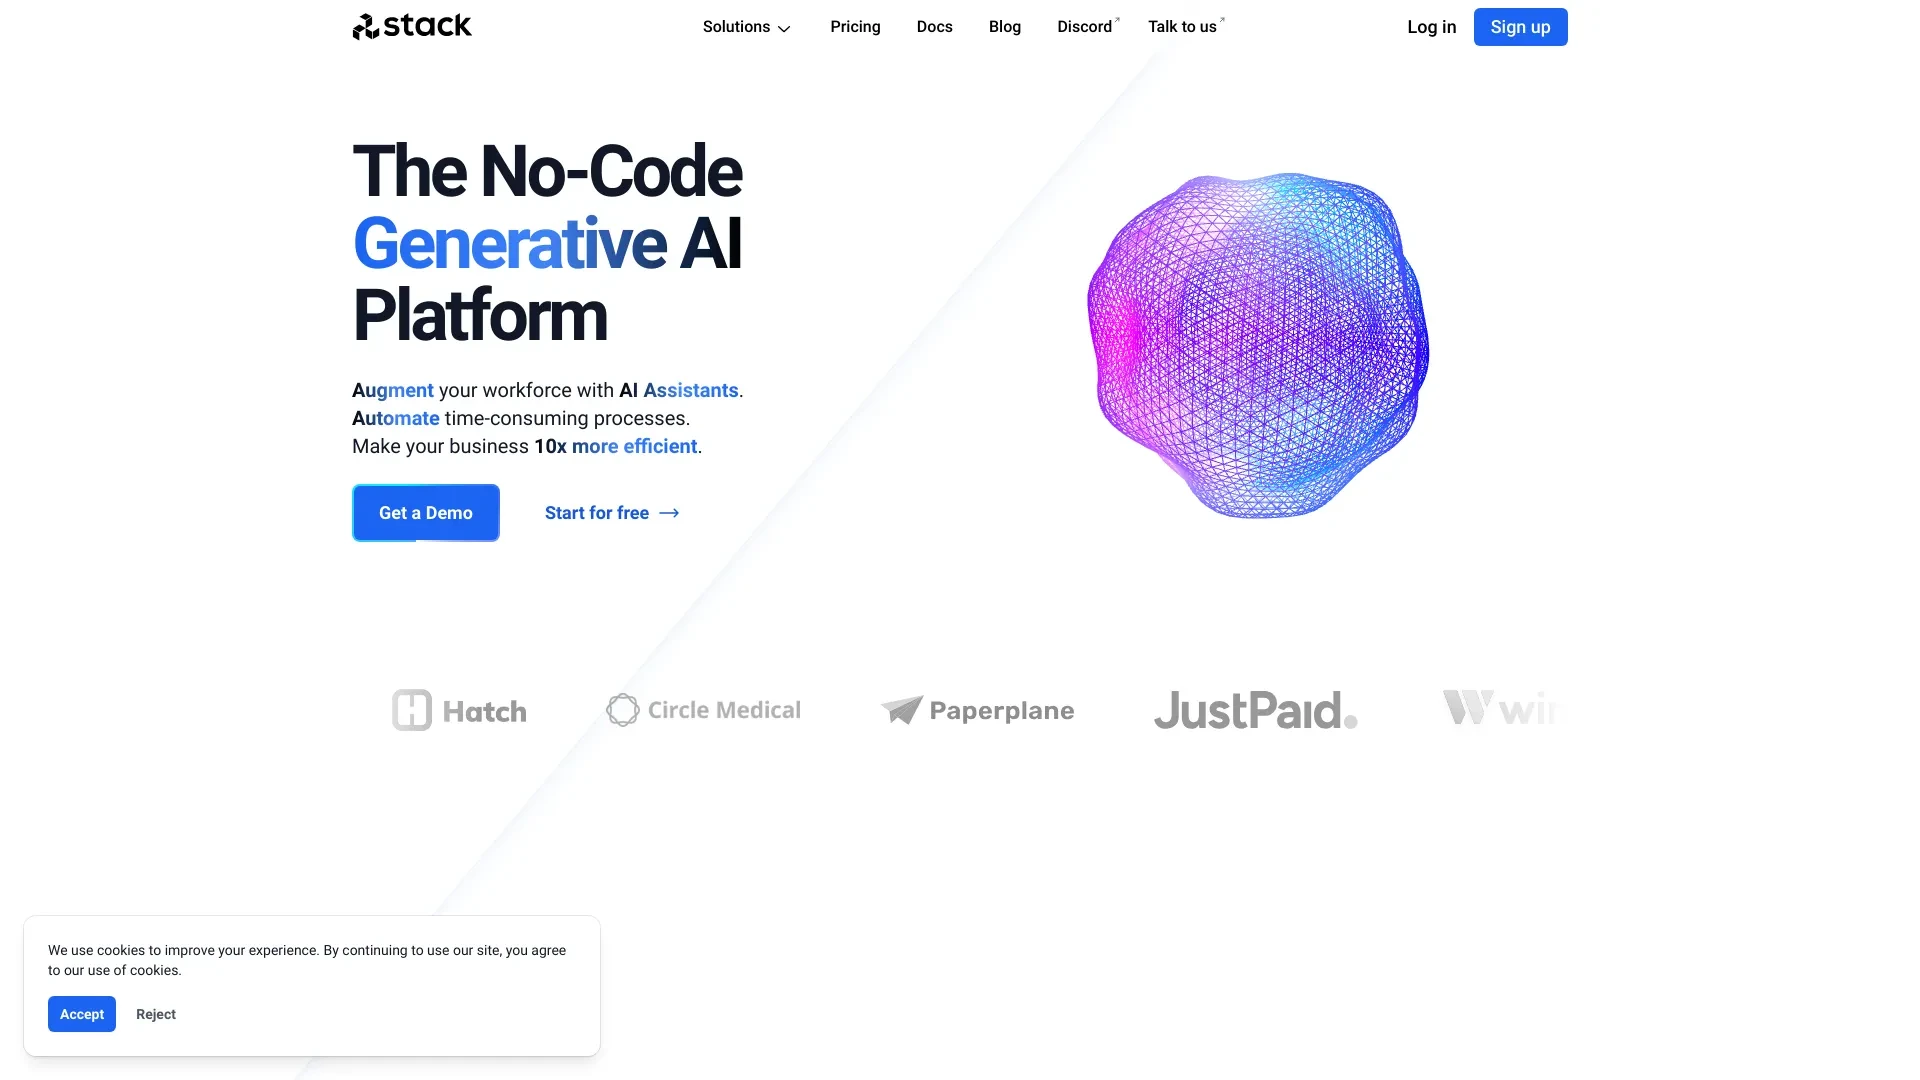 stack
Solutions
Pricing
Docs
Blog
Discord
Talk to us
Log in
Sign up
The No-Code
Generative AI
Platform
Augment your workforce with AI Assistants.
Automate time-consuming processes.
Make your business 10x more efficient.
Get a Demo
Start for free
Hatch
Circle Medical
Paperplane
JustPaid.
We use cookies to improve your experience. By continuing to use our site, you agree
to our use of cookies.
Accept
Reject